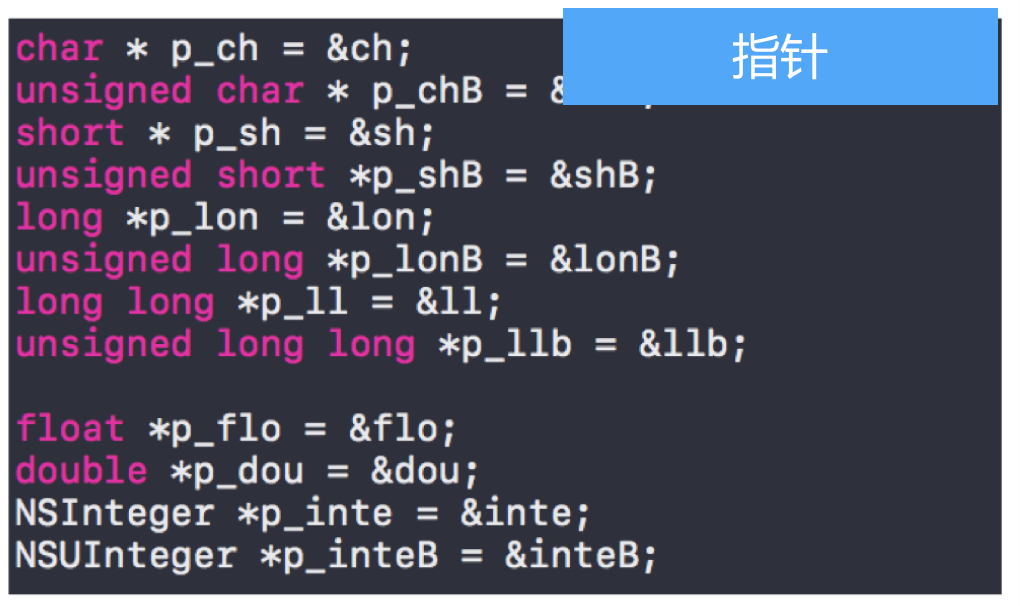 char * p_ch = &ch;
指针
unsigned char * p_chB = &
short * p_sh = &sh;
unsigned short *p_shB = &shB;
long *p_lon = &lon;
unsigned long *p_lonB = &lonB;
long long *p_ll = &ll;
unsigned long long *p_llb = &llb;
float *p_flo = &flo;
double *p_dou = &dou;
NSInteger *p_inte = &inte;
NSUInteger *p_inteB = &inteB;